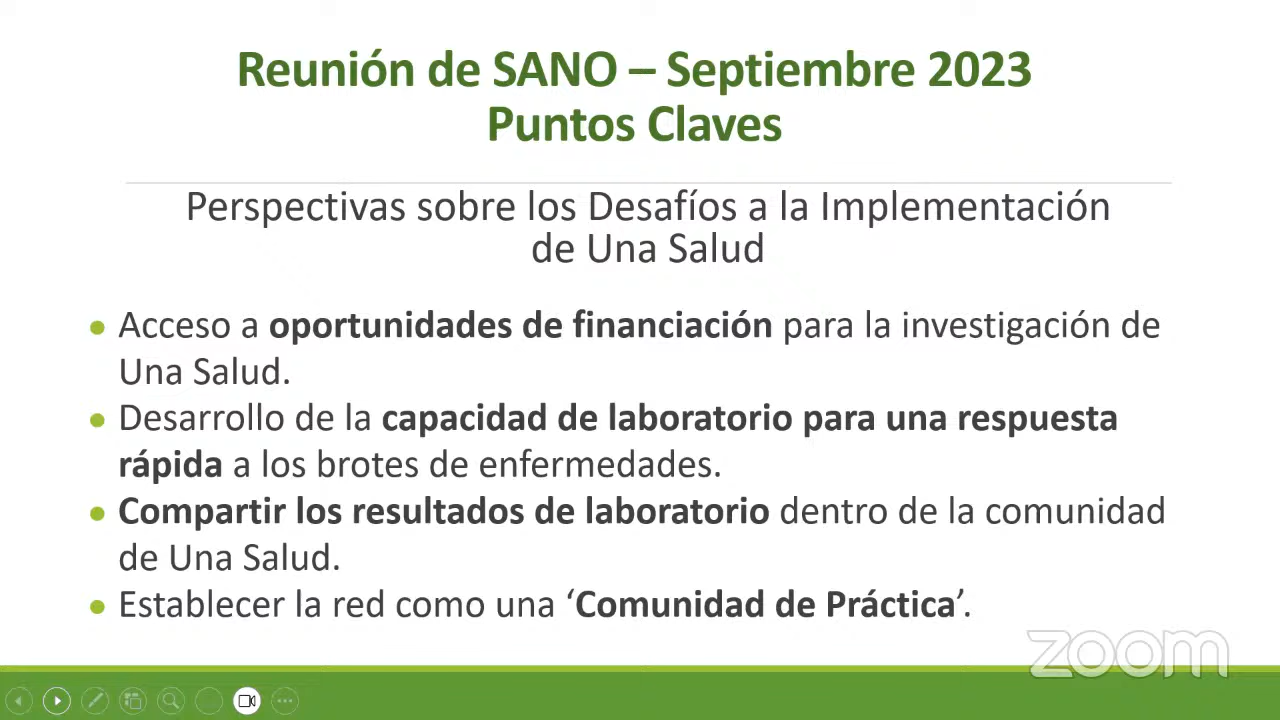 Reunión de SANO – Septiembre 2023
Puntos Claves
Perspectivas sobre los Desafíos a la Implementación
de Una Salud
• Acceso a oportunidades de financiación para la investigación de
Una Salud.
• Desarrollo de la capacidad de laboratorio para una respuesta
rápida a los brotes de enfermedades.
• Compartir los resultados de laboratorio dentro de la comunidad
de Una Salud.
• Establecer la red como una ‘Comunidad de Práctica’.
zoom